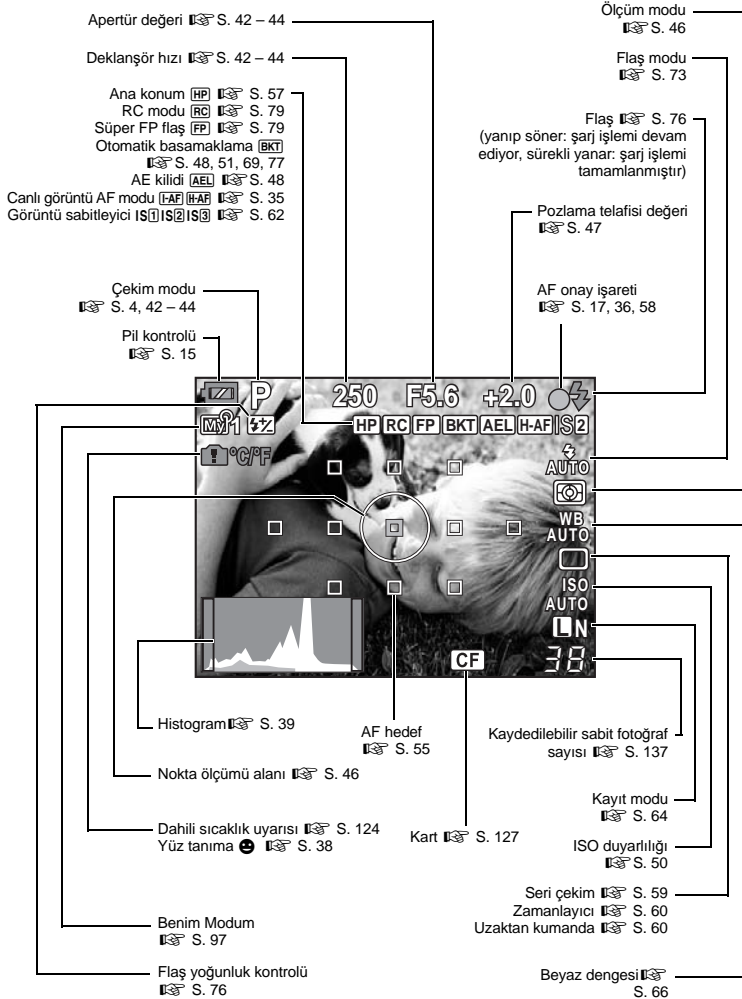 Apertür değeri ☞ S. 42 – 44
Deklanşör hızı ☞ S. 42 – 44
Ana konum HP ☞ S. 57
RC modu RC ☞ S. 79
Süper FP flaş FP ☞ S. 79
Otomatik basamaklama BKT
☞ S. 48, 51, 69, 77
AE kilidi AEL ☞ S. 48
Canlı görüntü AF modu I-AF H-AF ☞ S. 35
Görüntü sabitleyici IS1 IS2 IS3 ☞ S. 62
Çekim modu
☞ S. 4, 42 – 44
Pil kontrolü
☞ S. 15
Ölçüm modu
☞ S. 46
Flaş modu
☞ S. 73
Flaş ☞ S. 76
(yanıp söner: şarj işlemi devam
ediyor, sürekli yanar: şarj işlemi
tamamlanmıştır)
Pozlama telafisi değeri
☞ S. 47
AF onay işareti
☞ S. 17, 36, 58
P 250 F5.6 +2.0
My 1 HP RC FP BKT AEL H-AF IS2
°C/°F
AUTO
WB
AUTO
ISO
AUTO
L N
CF 38
Histogram ☞ S. 39
AF hedef
☞ S. 55
Nokta ölçümü alanı ☞ S. 46
Dahili sıcaklık uyarısı ☞ S. 124
Yüz tanıma ☞ S. 38
Kart ☞ S. 127
Benim Modum
☞ S. 97
Flaş yoğunluk kontrolü
☞ S. 76
Kaydedilebilir sabit fotoğraf
sayısı ☞ S. 137
Kayıt modu
☞ S. 64
ISO duyarlılığı
☞ S. 50
Seri çekim ☞ S. 59
Zamanlayıcı ☞ S. 60
Uzaktan kumanda ☞ S. 60
Beyaz dengesi ☞
S. 66